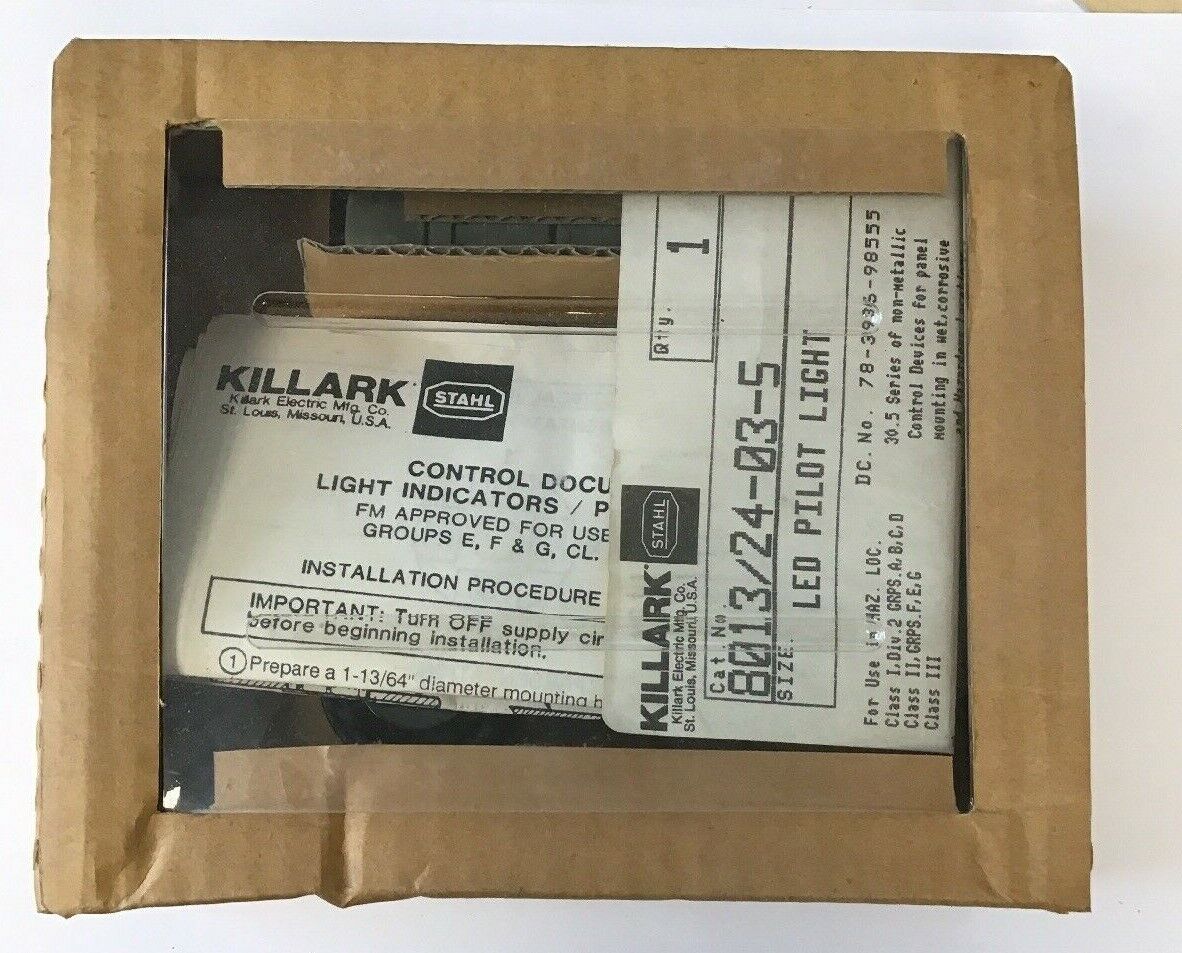 KILLARK
STAHL
Killark Electric Mfg. Co.
St. Louis, Missouri, U.S.A.
CONTROL DOCU
LIGHT INDICATORS / P
FM APPROVED FOR USE
GROUPS E, F & G, CL.
INSTALLATION PROCEDURE
IMPORTANT: Turn OFF supply cir
before beginning installation.
1 Prepare a 1-13/64" diameter mounting h
KILLARK
STAHL
Killark Electric Mfg. Co.
St. Louis, Missouri, U.S.A.
Cat. No.
Qty.
8013/24-03-5
1
SIZE.
LED PILOT LIGHT
For Use in HAZ. LOC.
DC. No. 78-3936-98555
Class I,Div.2 GRPS.A,B,C,D
30.5 Series of non-metallic
Class II,GRPS.F,E,G
Control Devices for panel
Class III
mounting in wet,corrosive